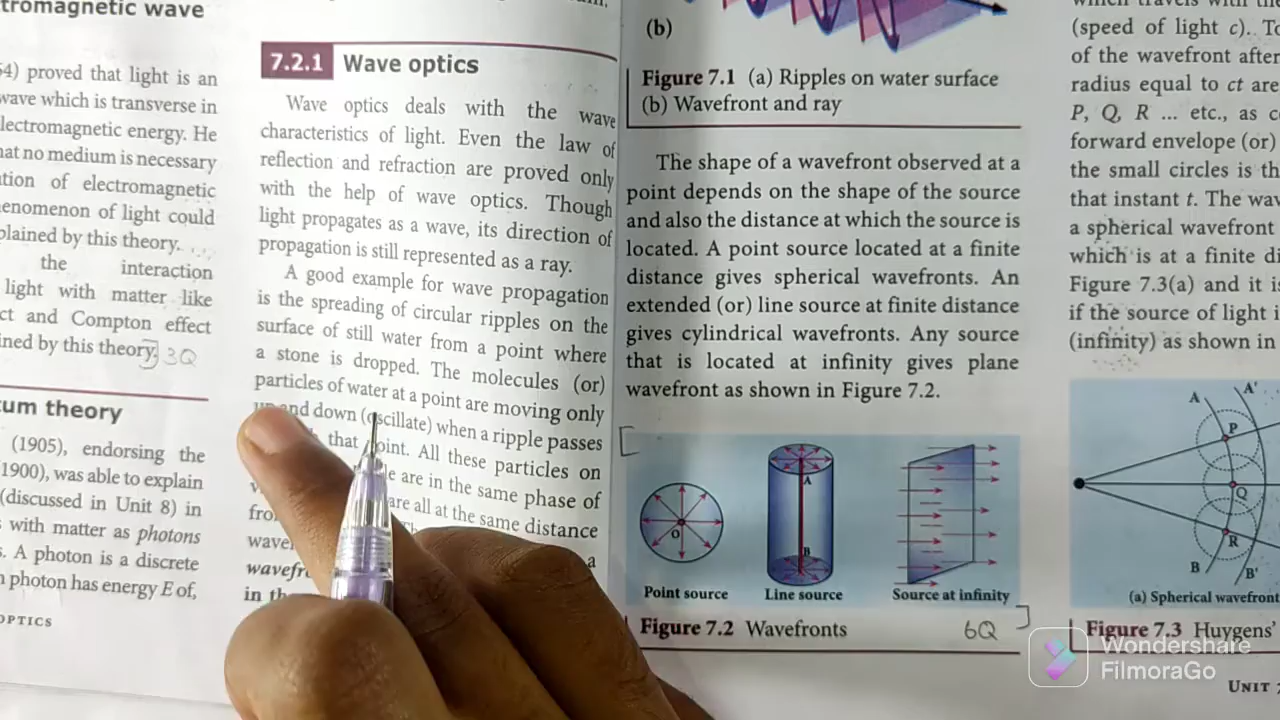 tromagnetic wave
54) proved that light is an
wave which is transverse in
lectromagnetic energy. He
hat no medium is necessary
tion of electromagnetic
enomenon of light could
plained by this theory.
the interaction
light with matter like
ct and Compton effect
ined by this theory. 3Q
tum theory
(1905), endorsing the
1900), was able to explain
(discussed in Unit 8) in
with matter as photons
s. A photon is a discrete
photon has energy E of,
OPTICS
7.2.1 Wave optics
Wave optics deals with the wave
characteristics of light. Even the law of
reflection and refraction are proved only
with the help of wave optics. Though
light propagates as a wave, its direction of
propagation is still represented as a ray.
A good example for wave propagation
is the spreading of circular ripples on the
surface of still water from a point where
a stone is dropped. The molecules (or)
particles of water at a point are moving only
up and down (oscillate) when a ripple passes
that point. All these particles on
are in the same phase of
are all at the same distance
fro
wave
a
wavefr
in th
(b)
Figure 7.1 (a) Ripples on water surface
(b) Wavefront and ray
The shape of a wavefront observed at a
point depends on the shape of the source
and also the distance at which the source is
located. A point source located at a finite
distance gives spherical wavefronts. An
extended (or) line source at finite distance
gives cylindrical wavefronts. Any source
that is located at infinity gives plane
wavefront as shown in Figure 7.2.
O
A
B
Point source Line source Source at infinity
Figure 7.2 Wavefronts 6Q
which travels with the
(speed of light c). To
of the wavefront after
radius equal to ct are
P, Q, R ... etc., as c
forward envelope (or)
the small circles is th
that instant t. The wav
a spherical wavefront
which is at a finite di
Figure 7.3(a) and it is
if the source of light i
(infinity) as shown in
A A'
P
Q
R
B B'
(a) Spherical wavefront
Figure 7.3 Huygens'
UNIT 7
Wondershare
FilmoraGo